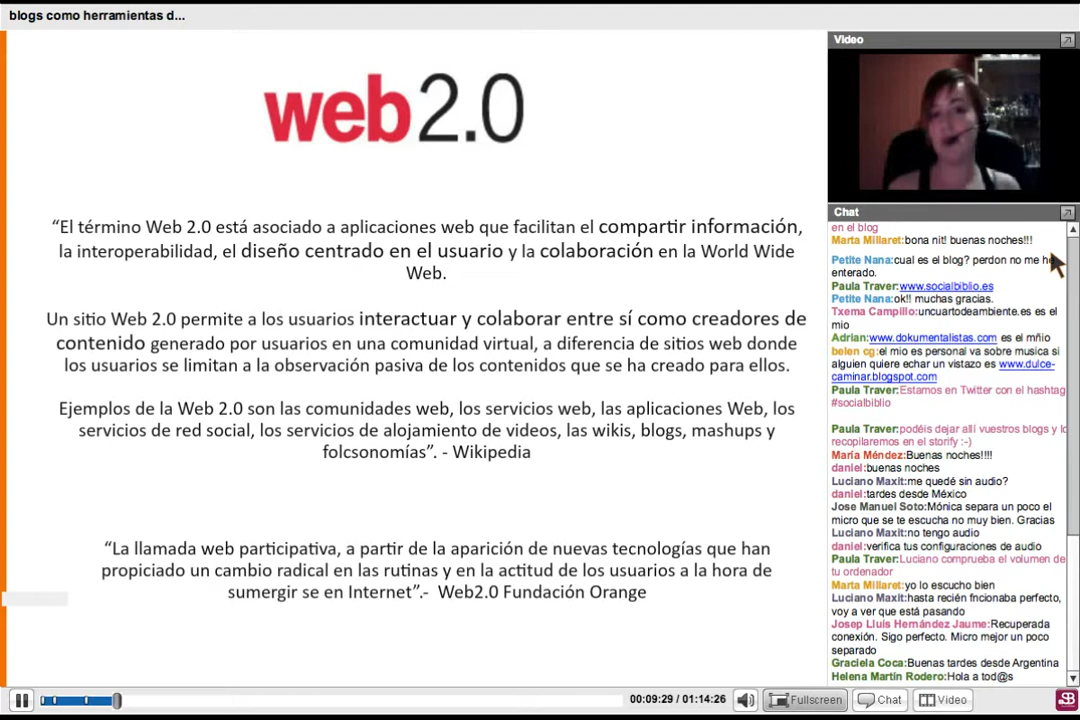 blogs como herramientas d...
web2.0
“El término Web 2.0 está asociado a aplicaciones web que facilitan el compartir información,
la interoperabilidad, el diseño centrado en el usuario y la colaboración en la World Wide
Web.
Un sitio Web 2.0 permite a los usuarios interactuar y colaborar entre sí como creadores de
contenido generado por usuarios en una comunidad virtual, a diferencia de sitios web donde
los usuarios se limitan a la observación pasiva de los contenidos que se ha creado para ellos.
Ejemplos de la Web 2.0 son las comunidades web, los servicios web, las aplicaciones Web, los
servicios de red social, los servicios de alojamiento de videos, las wikis, blogs, mashups y
folcsonomías”. - Wikipedia
“La llamada web participativa, a partir de la aparición de nuevas tecnologías que han
propiciado un cambio radical en las rutinas y en la actitud de los usuarios a la hora de
sumergir se en Internet”.- Web2.0 Fundación Orange
Video
Chat
en el blog
Marta Millaret:bona nit! buenas noches!!!
Petite Nana:cual es el blog? perdon no me he
enterado.
Paula Traver:www.socialbiblio.es
Petite Nana:ok!! muchas gracias.
Txema Campillo:uncuartodeambiente.es es el
mio
Adrian:www.dokumentalistas.com es el mñio
belen cg:el mio es personal va sobre musica si
alguien quiere echar un vistazo es www.dulce-
caminar.blogspot.com
Paula Traver:Estamos en Twitter con el hashtag
#socialbiblio
Paula Traver:podéis dejar allí vuestros blogs y lo
recopilaremos en el storify :-)
María Méndez:Buenas noches!!!!
daniel:buenas noches
Luciano Maxit:me quedé sin audio?
daniel:tardes desde México
Jose Manuel Soto:Mónica separa un poco el
micro que se te escucha no muy bien. Gracias
Luciano Maxit:no tengo audio
daniel:verifica tus configuraciones de audio
Paula Traver:Luciano comprueba el volumen de
tu ordenador
Marta Millaret:yo lo escucho bien
Luciano Maxit:hasta recién fncionaba perfecto,
voy a ver que está pasando
Josep Lluís Hernández Jaume:Recuperada
conexión. Sigo perfecto. Micro mejor un poco
separado
Graciela Coca:Buenas tardes desde Argentina
Helena Martín Rodero:Hola a tod@s
00:09:29 / 01:14:26
Fullscreen
Chat
Video
SB